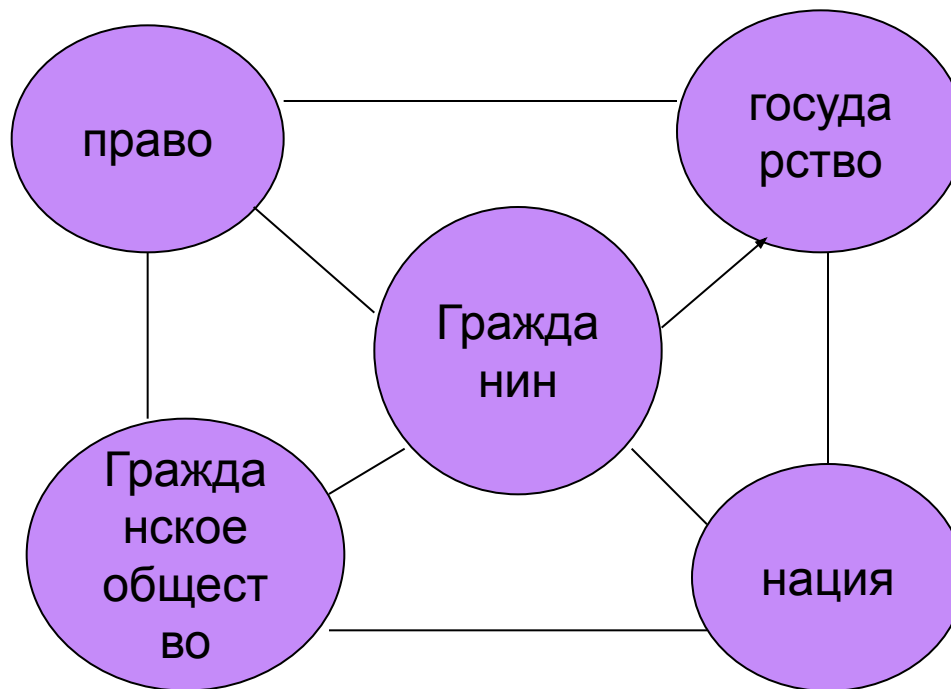 право
госуда
рство
Гражда
нин
Гражда
нское
общест
во
нация